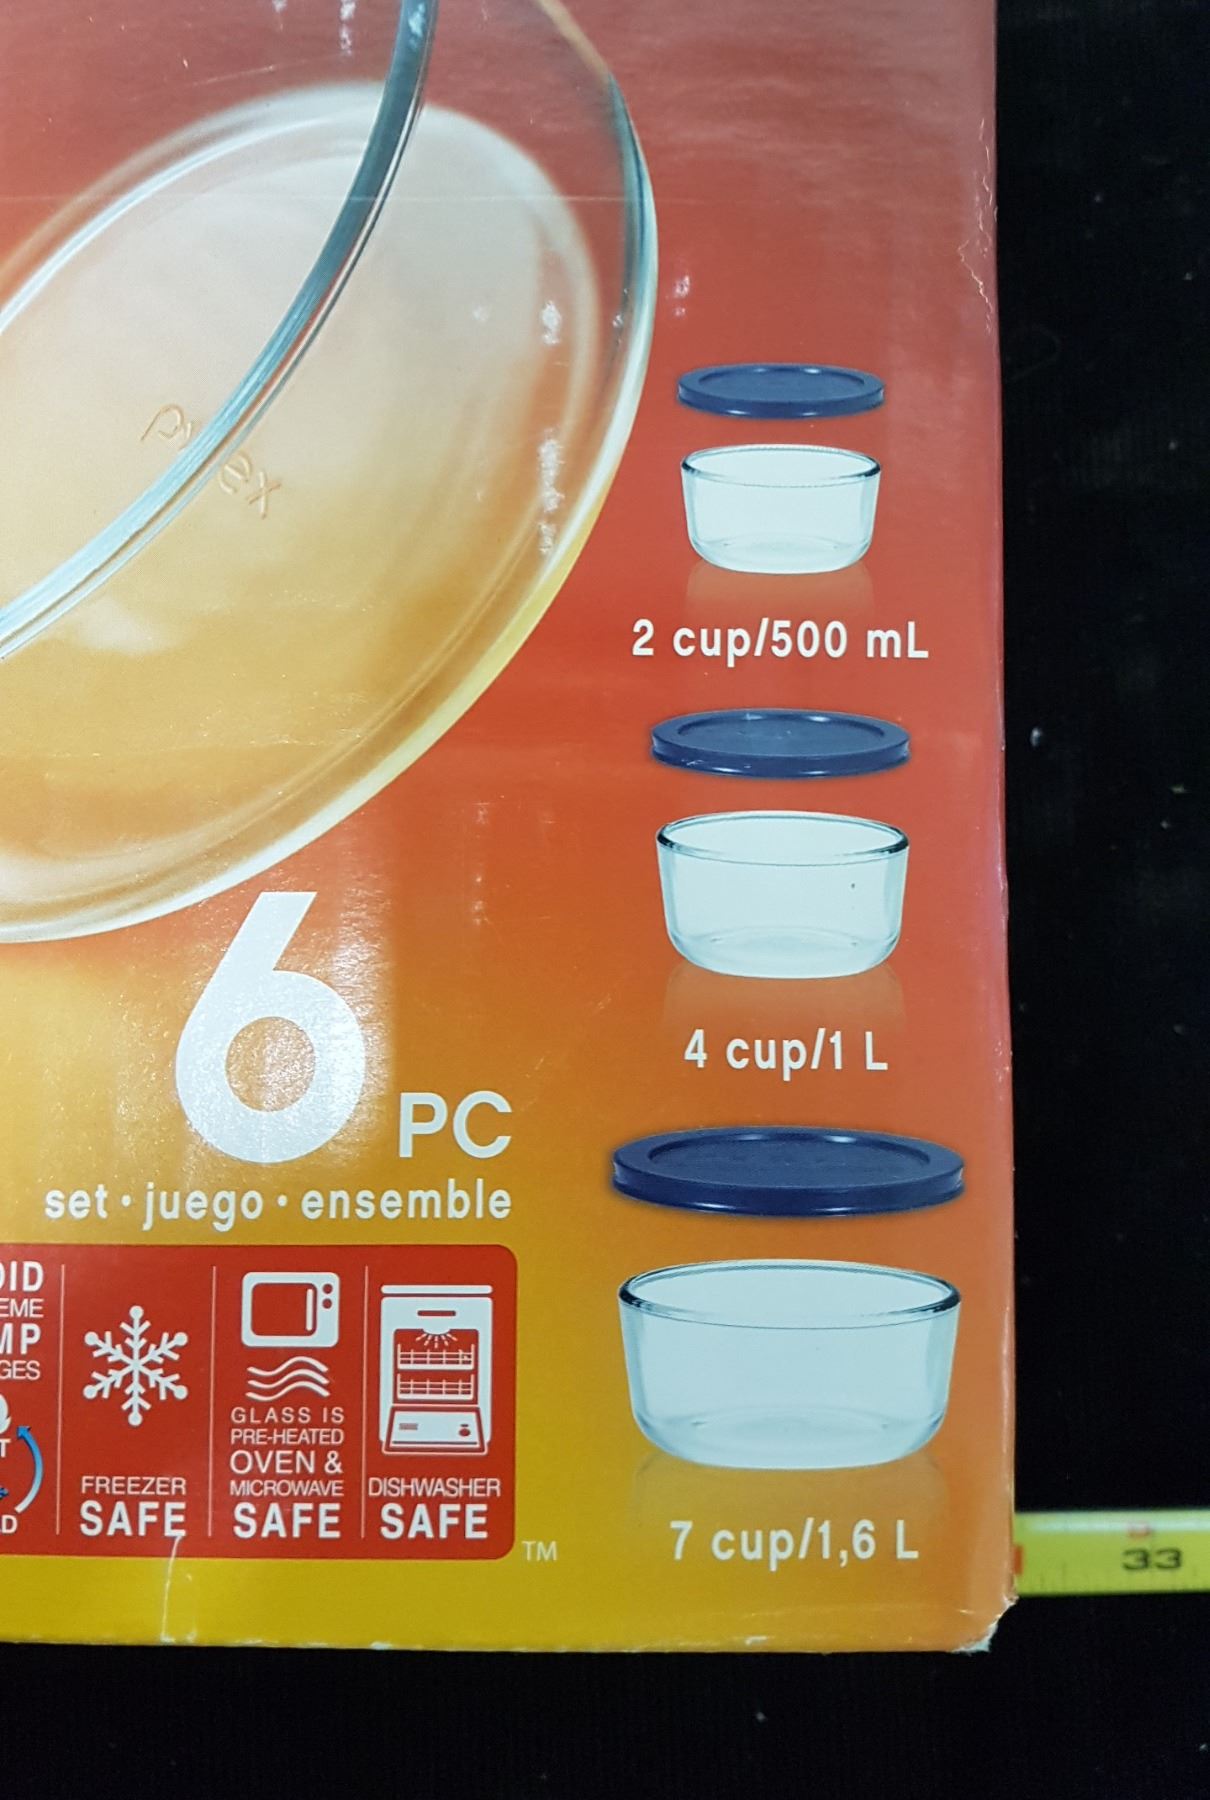 pyrex
2 cup/500 mL
4 cup/1 L
6 PC
set · juego · ensemble
FREEZER
SAFE
GLASS IS
PRE-HEATED
OVEN &
MICROWAVE
SAFE
DISHWASHER
SAFE
TM
7 cup/1,6 L
33